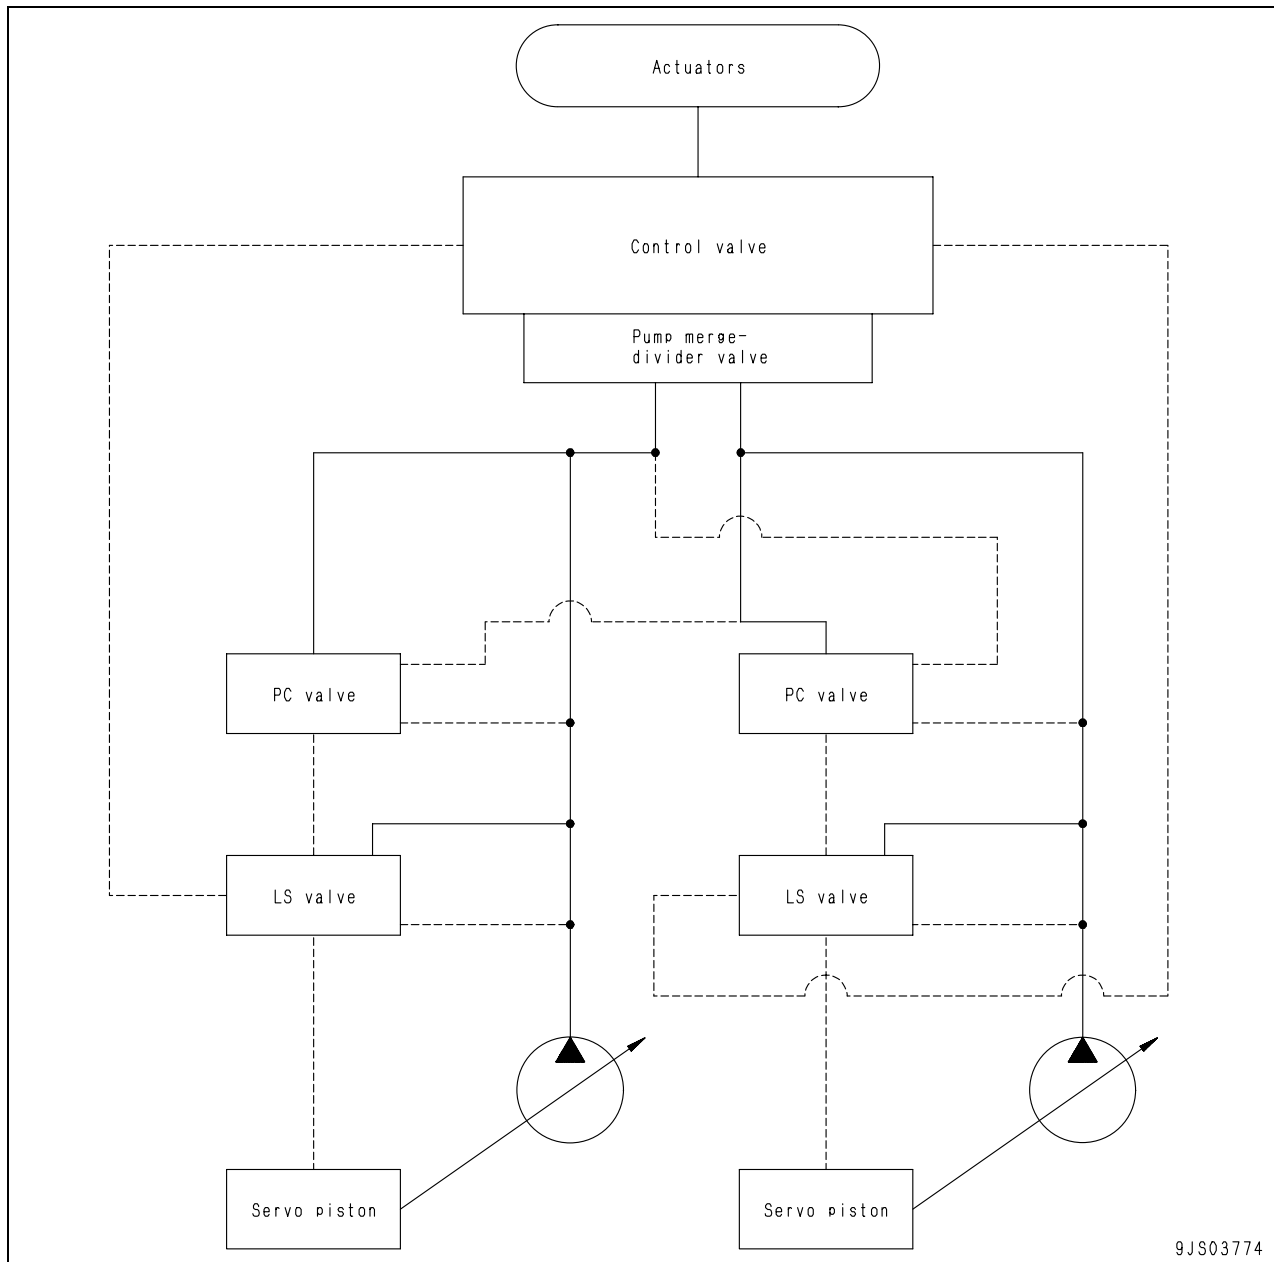 Actuators
Control valve
Pump merge-
divider valve
PC valve
PC valve
LS valve
LS valve
Servo piston
Servo piston
9JS03774